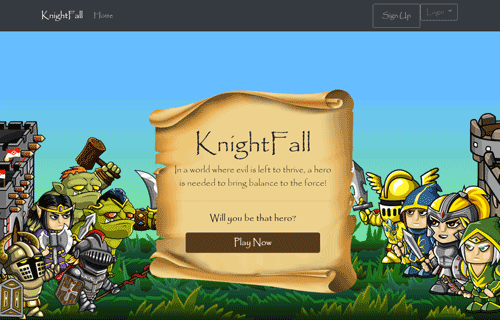 KnightFall Home Sign Up Login
KnightFall
In a world where evil is left to thrive, a hero
is needed to bring balance to the force!
Will you be that hero?
Play Now